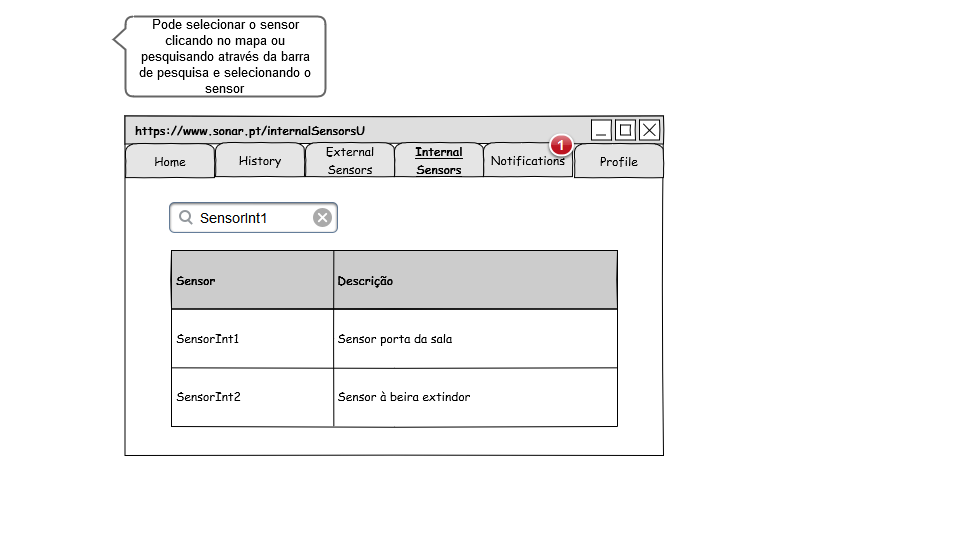 Pode selecionar o sensor
clicando no mapa ou
pesquisando através da barra
de pesquisa e selecionando o
sensor
https://www.sonar.pt/internalSensorsU
Home
History
External
Sensors
Internal
Sensors
Notifications
1
Profile
SensorInt1
Sensor
Descrição
SensorInt1
Sensor porta da sala
SensorInt2
Sensor à beira extindor